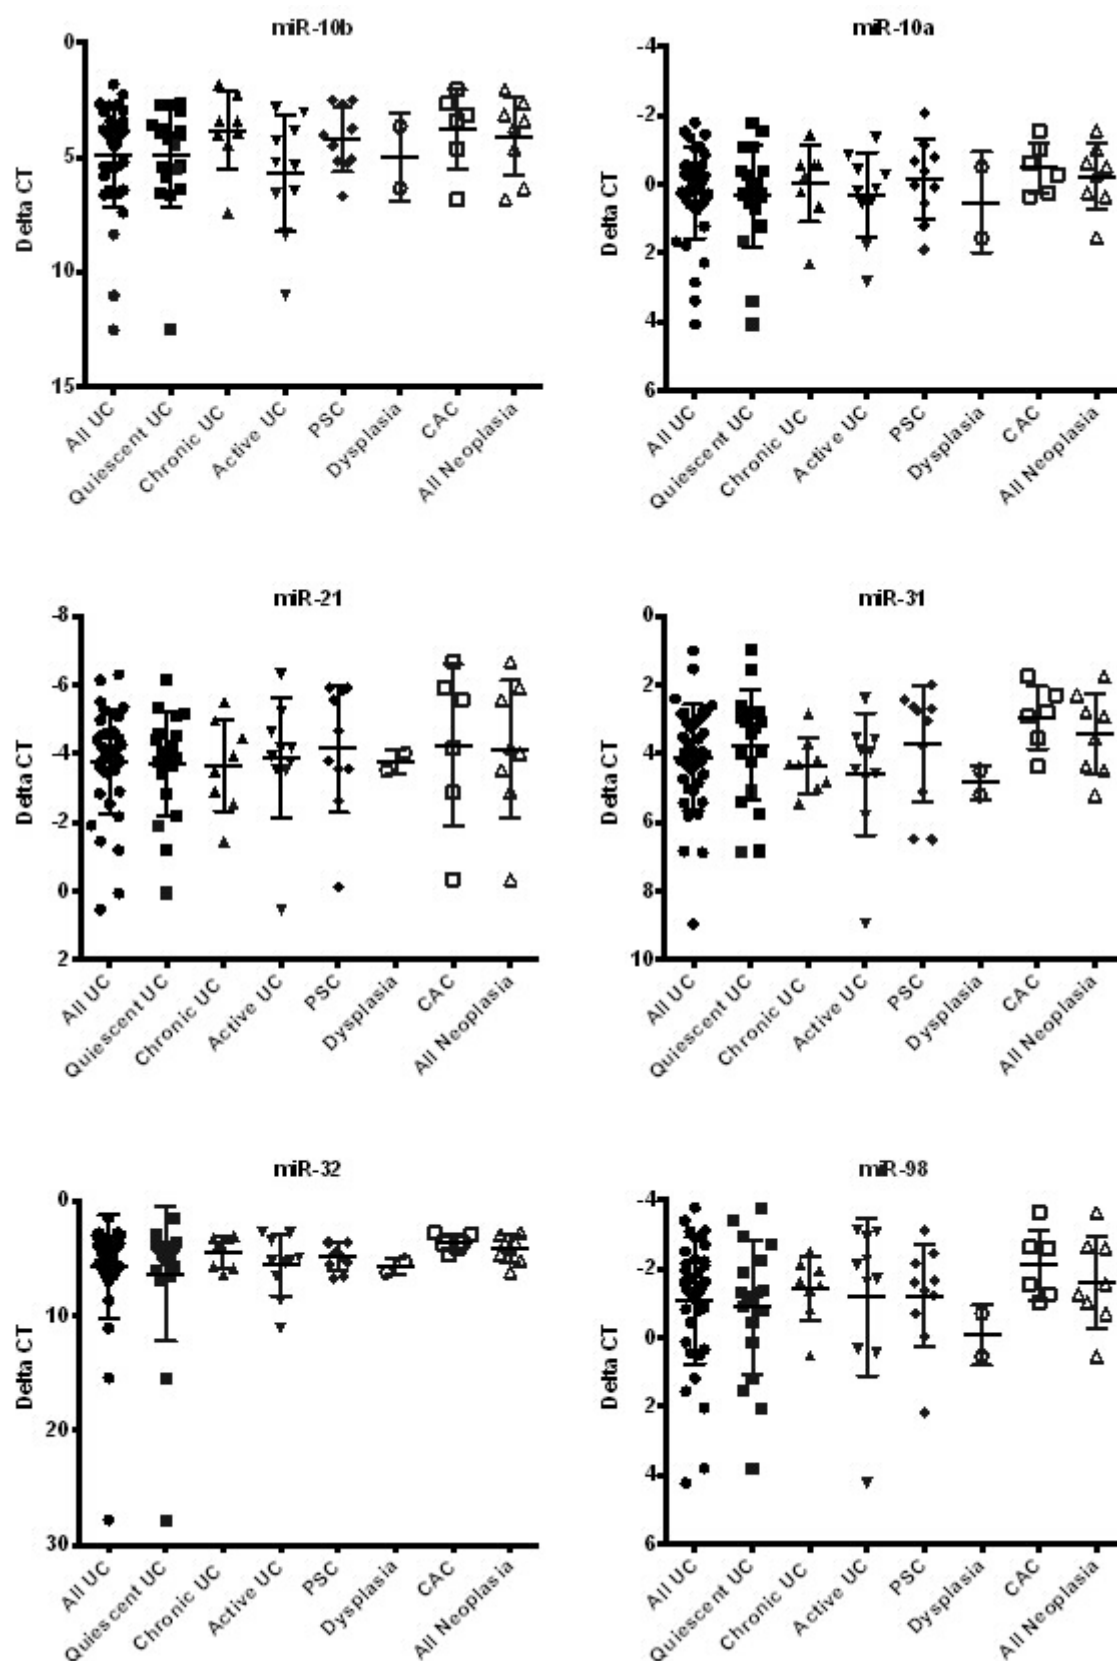 miR-10b
0
5
10
15
Delta CT
All UC
Quiescent UC
Chronic UC
Active UC
PSC
Dysplasia
CAC
All Neoplasia
miR-10a
-4
-2
0
2
4
6
Delta CT
All UC
Quiescent UC
Chronic UC
Active UC
PSC
Dysplasia
CAC
All Neoplasia
miR-21
-8
-6
-4
-2
0
2
Delta CT
All UC
Quiescent UC
Chronic UC
Active UC
PSC
Dysplasia
CAC
All Neoplasia
miR-31
0
2
4
6
8
10
Delta CT
All UC
Quiescent UC
Chronic UC
Active UC
PSC
Dysplasia
CAC
All Neoplasia
miR-32
0
10
20
30
Delta CT
All UC
Quiescent UC
Chronic UC
Active UC
PSC
Dysplasia
CAC
All Neoplasia
miR-98
-4
-2
0
2
4
6
Delta CT
All UC
Quiescent UC
Chronic UC
Active UC
PSC
Dysplasia
CAC
All Neoplasia